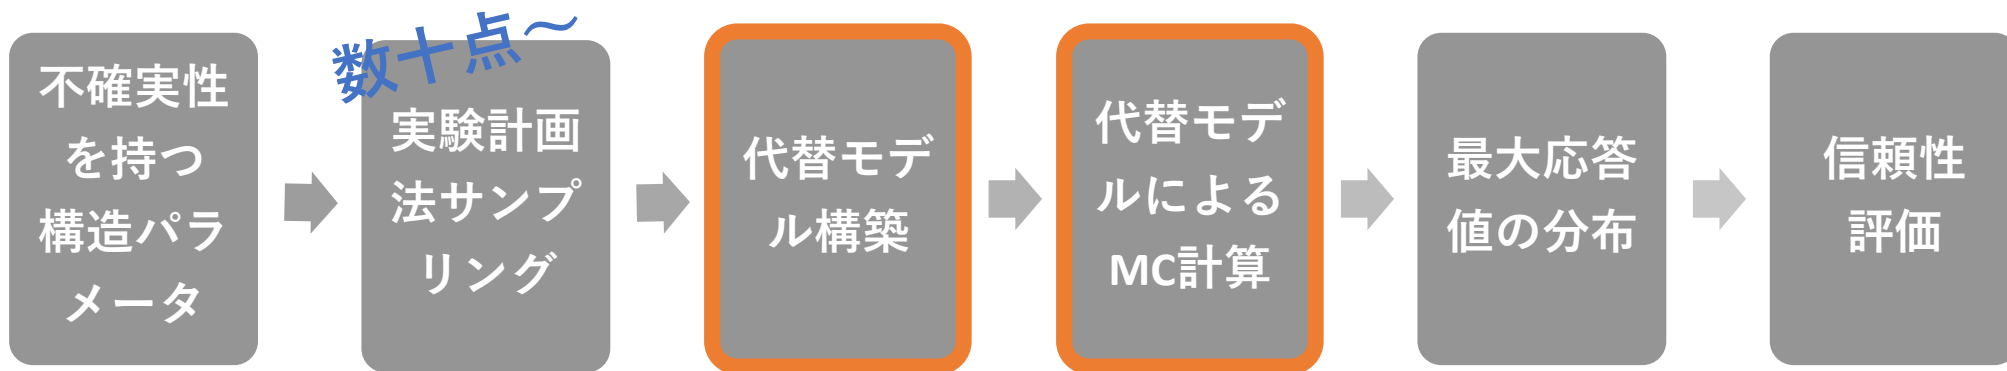 不確実性
を持つ
構造パラ
メータ
数十点～
実験計画
法サンプ
リング
代替モデ
ル構築
代替モデ
ルによる
MC計算
最大応答
値の分布
信頼性
評価